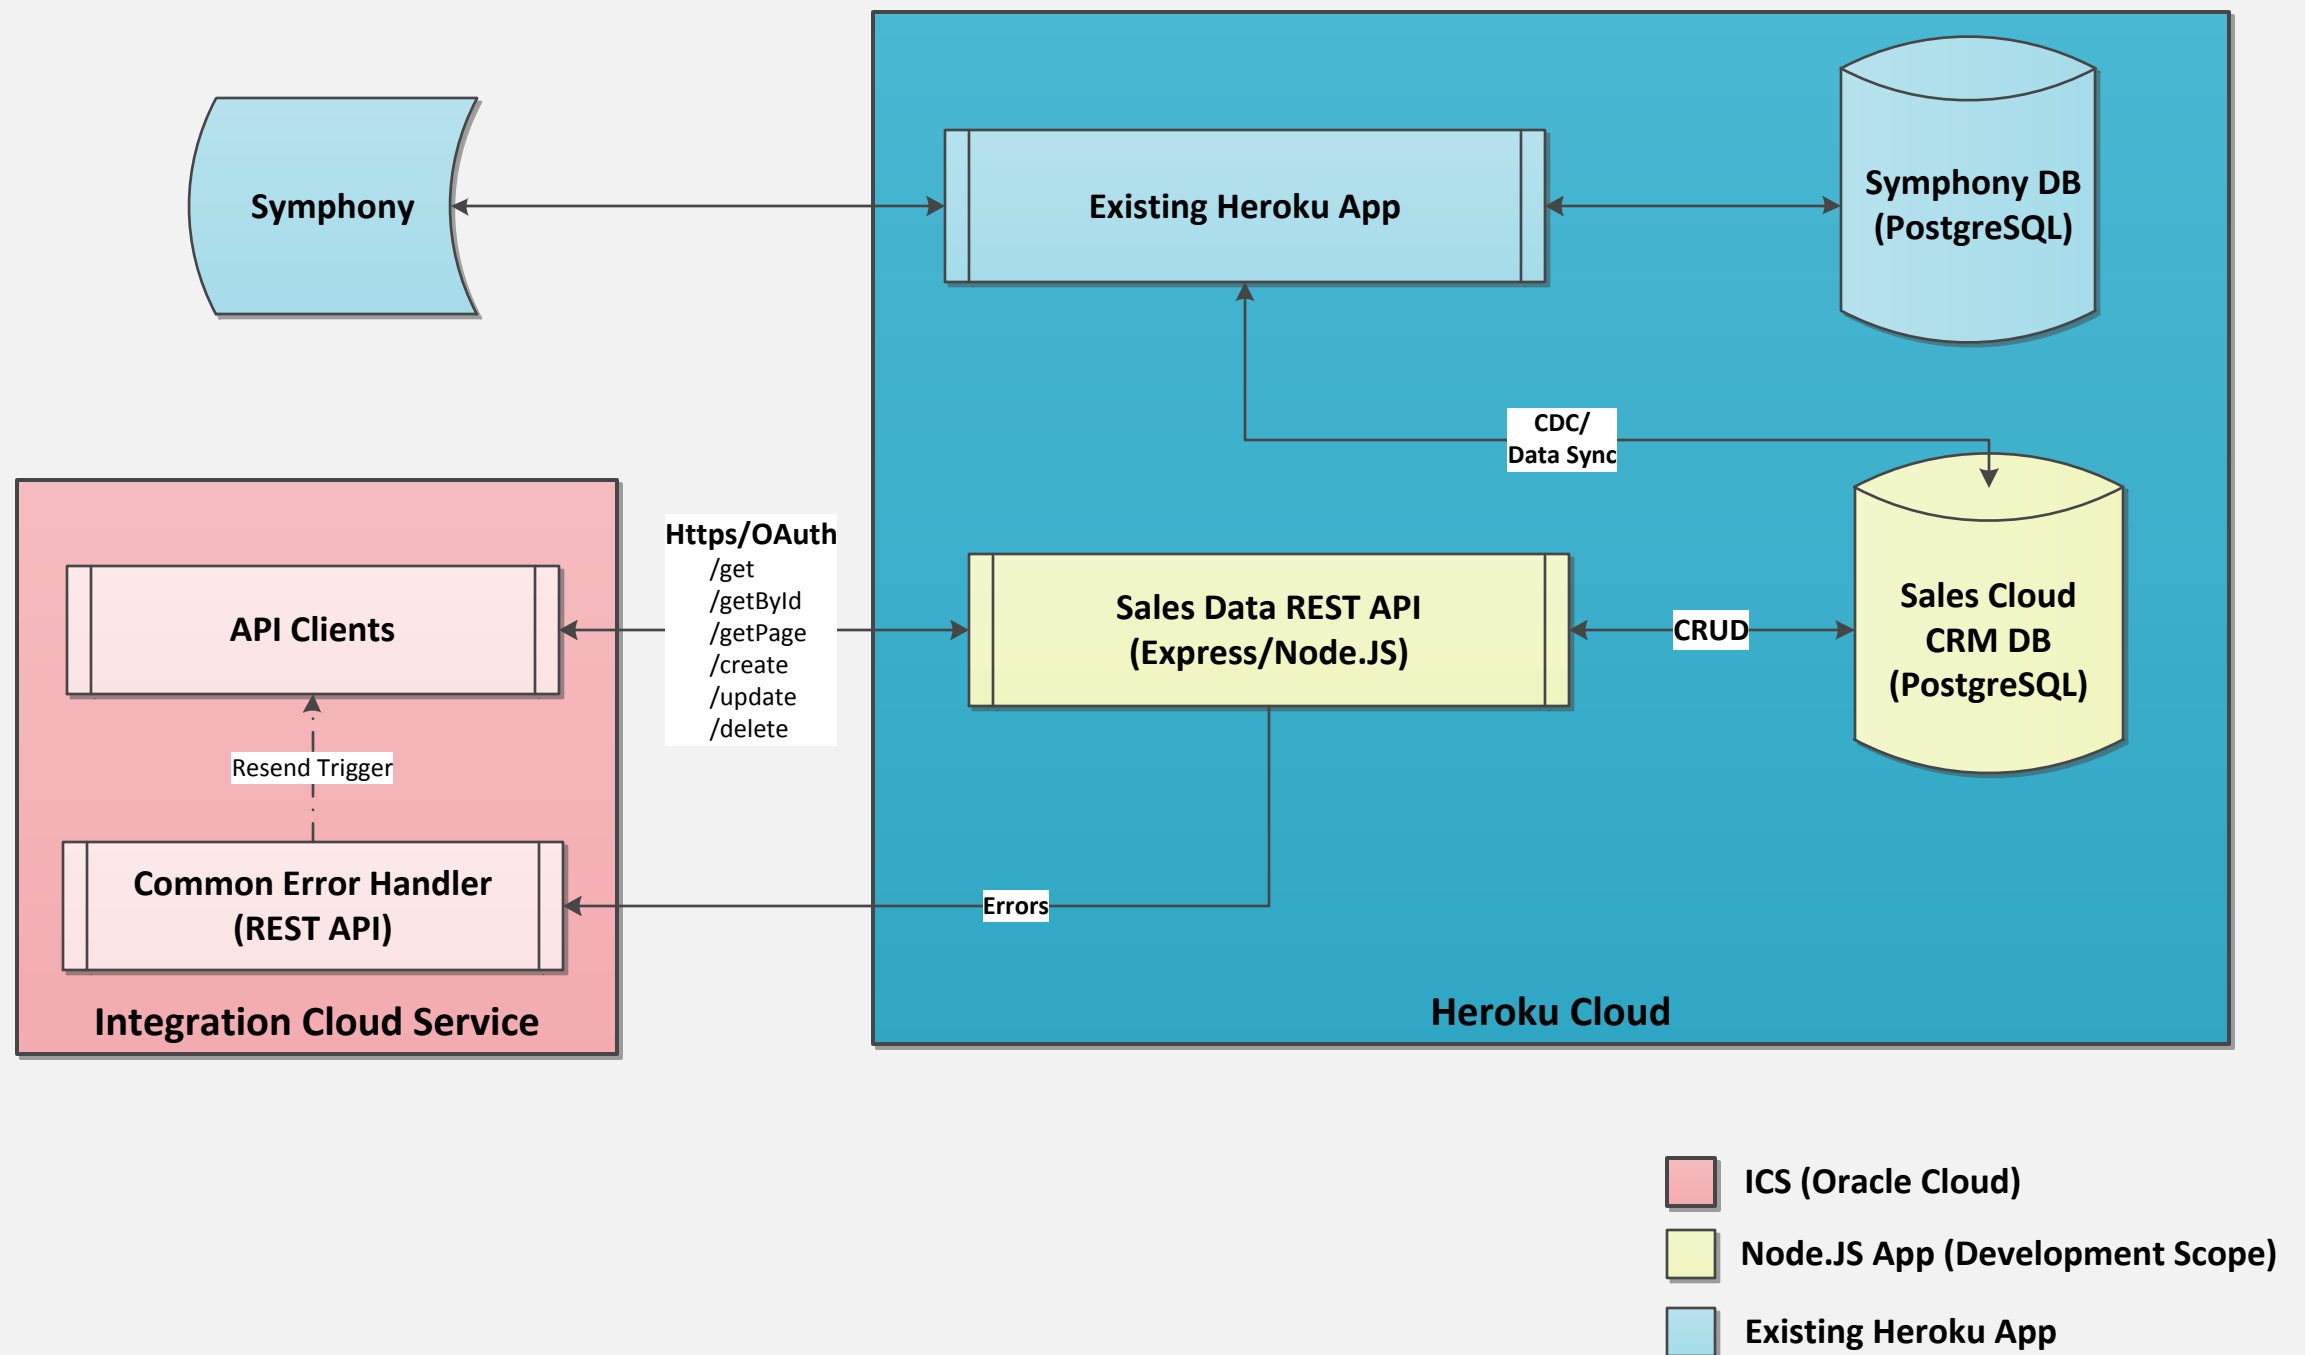 Symphony
Existing Heroku App
Symphony DB
(PostgreSQL)
CDC/
Data Sync
Https/OAuth
/get
/getById
/getPage
/create
/update
/delete
API Clients
Sales Data REST API
(Express/Node.JS)
CRUD
Sales Cloud
CRM DB
(PostgreSQL)
Resend Trigger
Common Error Handler
(REST API)
Errors
Integration Cloud Service
Heroku Cloud
ICS (Oracle Cloud)
Node.JS App (Development Scope)
Existing Heroku App